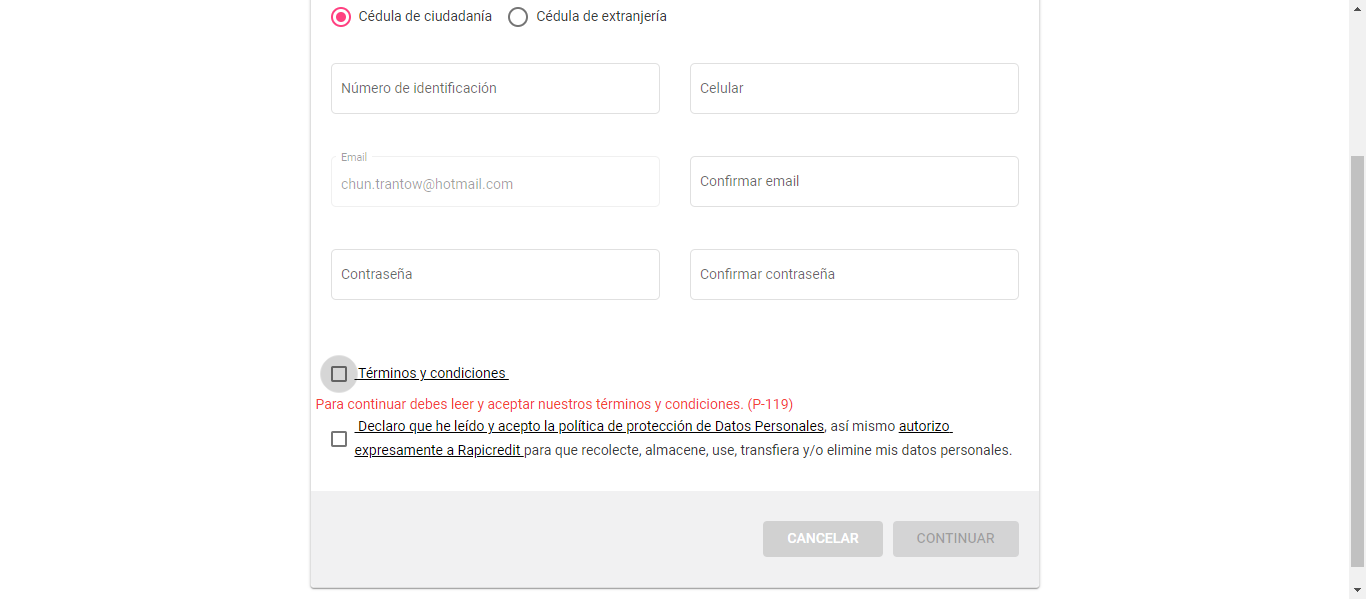 Cédula de ciudadanía Cédula de extranjería
Número de identificación Celular
Email
chun.trantow@hotmail.com Confirmar email
Contraseña Confirmar contraseña
Términos y condiciones
Para continuar debes leer y aceptar nuestros términos y condiciones. (P-119)
Declaro que he leído y acepto la política de protección de Datos Personales, así mismo autorizo
expresamente a Rapicredit para que recolecte, almacene, use, transfiera y/o elimine mis datos personales.
CANCELAR CONTINUAR